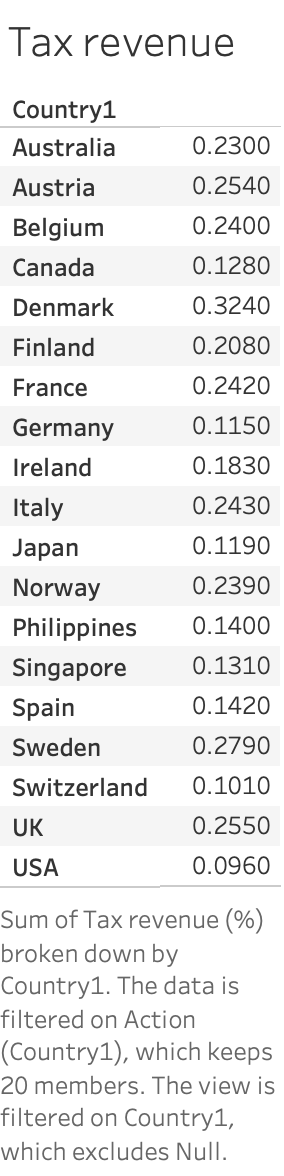 Tax revenue
Country1
Australia 0.2300
Austria 0.2540
Belgium 0.2400
Canada 0.1280
Denmark 0.3240
Finland 0.2080
France 0.2420
Germany 0.1150
Ireland 0.1830
Italy 0.2430
Japan 0.1190
Norway 0.2390
Philippines 0.1400
Singapore 0.1310
Spain 0.1420
Sweden 0.2790
Switzerland 0.1010
UK 0.2550
USA 0.0960
Sum of Tax revenue (%)
broken down by
Country1. The data is
filtered on Action
(Country1), which keeps
20 members. The view is
filtered on Country1,
which excludes Null.